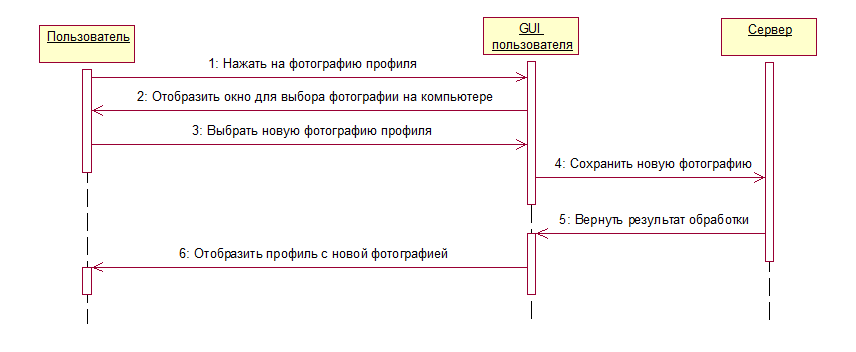 Пользователь
GUI
пользователя
Сервер
1: Нажать на фотографию профиля
2: Отобразить окно для выбора фотографии на компьютере
3: Выбрать новую фотографию профиля
4: Сохранить новую фотографию
5: Вернуть результат обработки
6: Отобразить профиль с новой фотографией